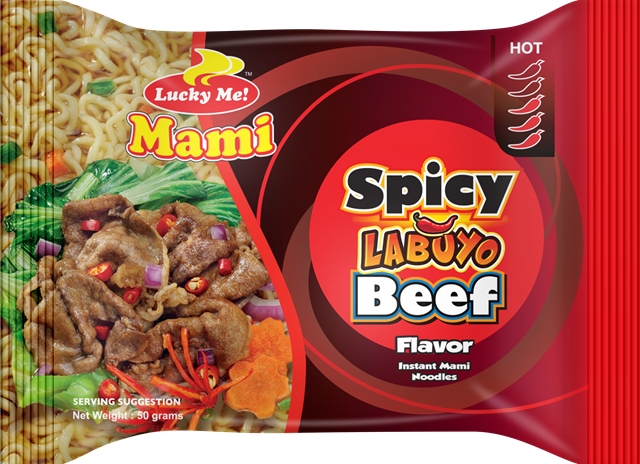 HOT
Lucky Me!™
Mami
Spicy
LABUYO
Beef
Flavor
Instant Mami
Noodles
SERVING SUGGESTION
Net Weight : 50 grams